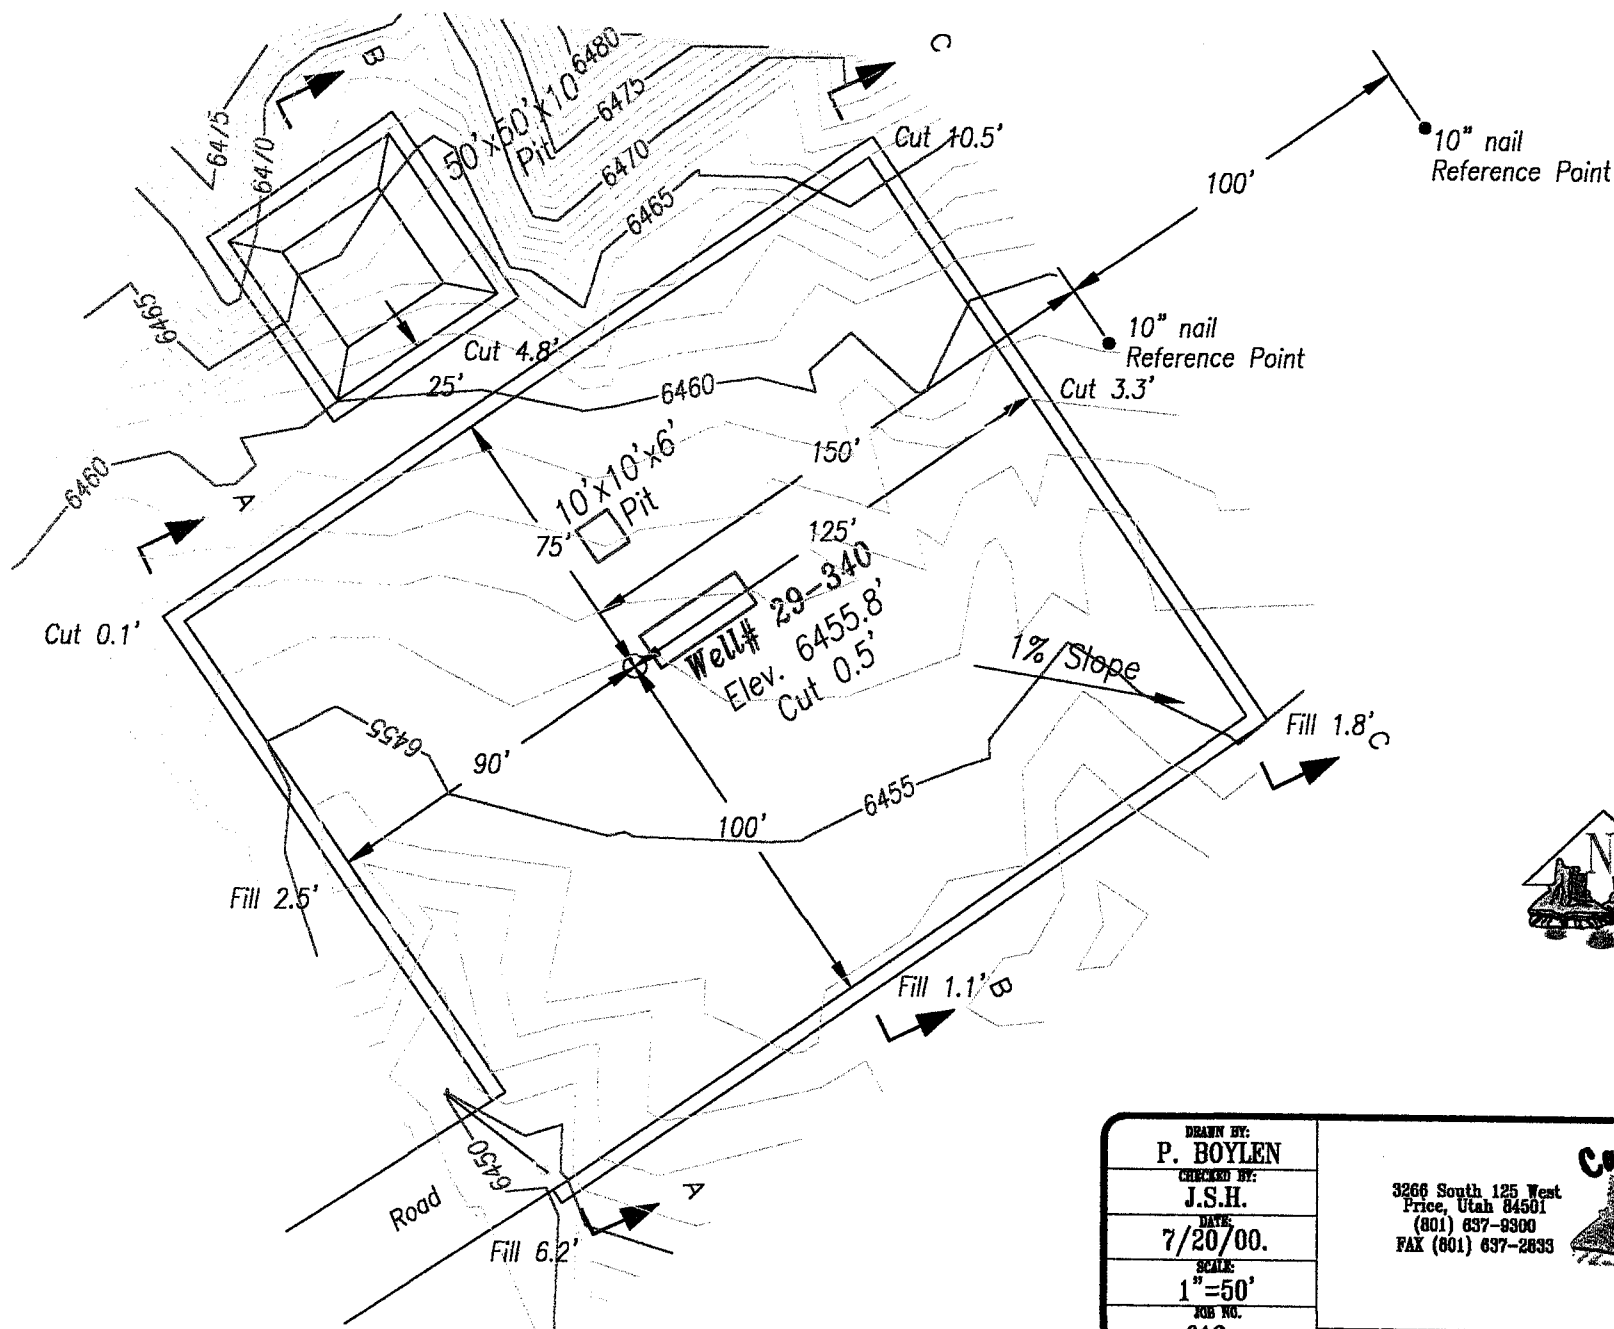 B
C
6480
50'x50'x10'
Pit
6475
6475
6470
6470
6465
Cut 10.5'
10" nail
Reference Point
100'
10" nail
Reference Point
6465
Cut 4.8'
25'
6460
Cut 3.3'
150'
6460
A
10'x10'x6'
Pit
75'
125'
Well# 29-340
Elev. 6455.8'
Cut 0.5'
Cut 0.1'
1% Slope
Fill 1.8'
C
6455
90'
6455
100'
N
Fill 2.5'
Fill 1.1'
B
6450
Road
A
Fill 6.2'
DRAWN BY:
P. BOYLEN
CHECKED BY:
J.S.H.
DATE:
7/20/00.
SCALE:
1"=50'
JOB NO.
3266 South 125 West
Price, Utah 84501
(801) 637-9300
FAX (801) 637-2633